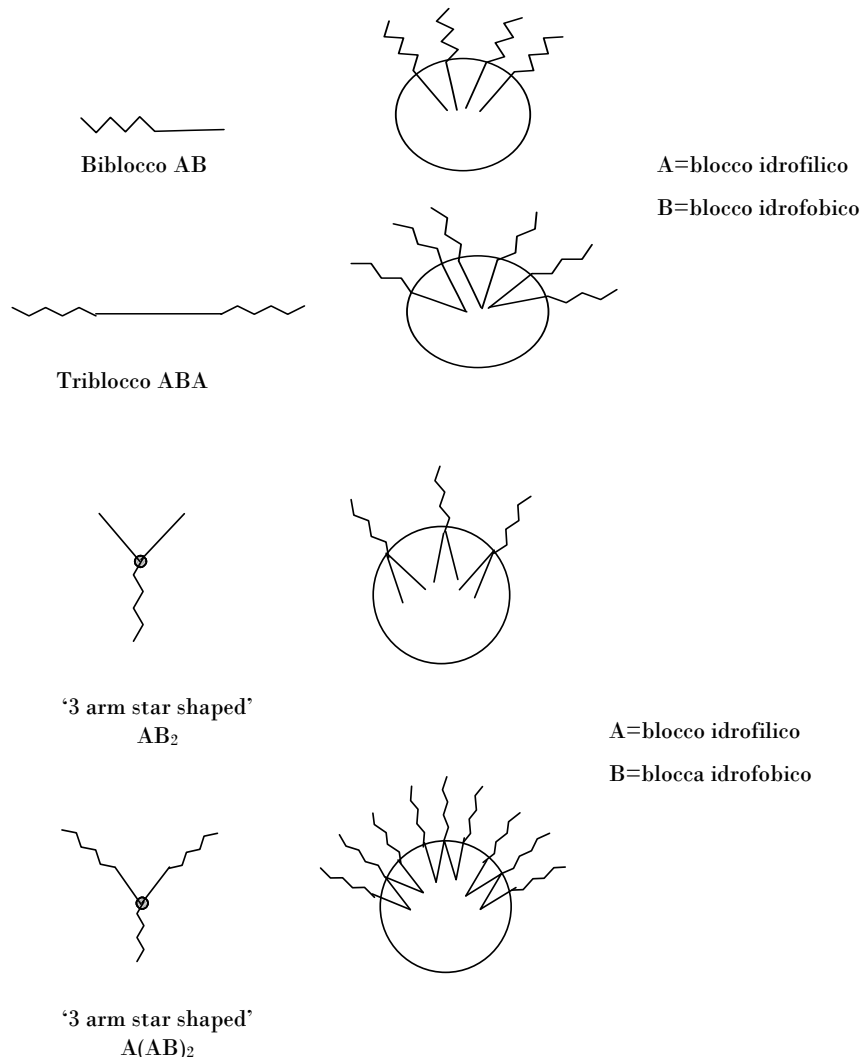 Biblocco AB
A=blocco idrofilico
B=blocco idrofobico
Triblocco ABA
‘3 arm star shaped’
AB₂
A=blocco idrofilico
B=blocca idrofobico
‘3 arm star shaped’
A(AB)₂